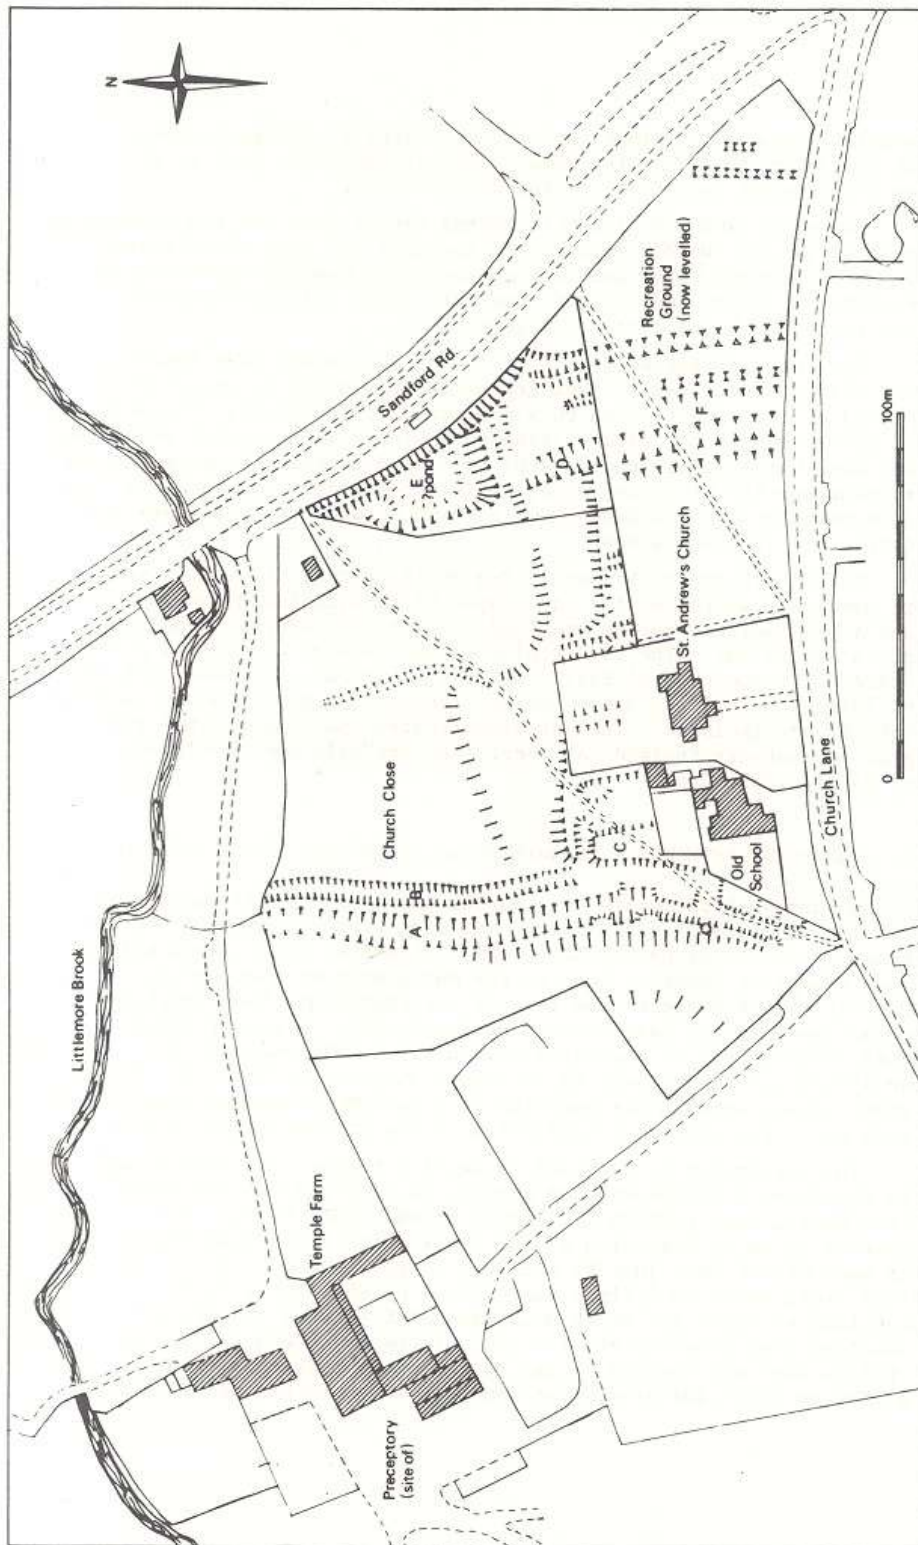 N
Littlemore Brook
Sandford Rd.
Temple Farm
Preceptory
(site of)
Church Close
A
B
C
C
D
E
?pond
F
Recreation
Ground
(now levelled)
St. Andrew's Church
Old
School
Church Lane
0
100m